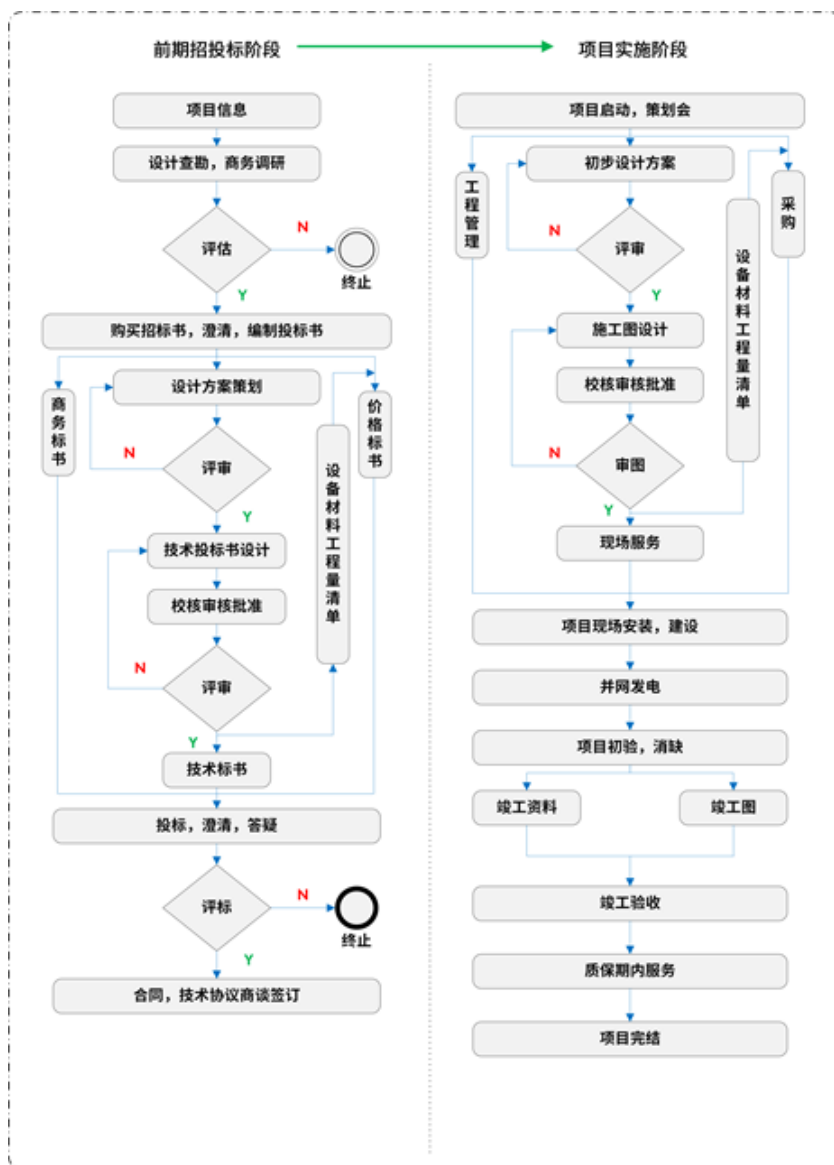 前期招投标阶段
项目信息
设计查勘，商务调研
评估
N
终止
Y
购买招标书，澄清，编制投标书
商务标书
设计方案策划
价格标书
评审
N
Y
设备材料工程量清单
技术投标书设计
校核审核批准
评审
N
Y
技术标书
投标，澄清，答疑
评标
N
终止
Y
合同，技术协议商谈签订
项目实施阶段
项目启动，策划会
工程管理
初步设计方案
采购
评审
N
Y
设备材料工程量清单
施工图设计
校核审核批准
审图
N
Y
现场服务
项目现场安装，建设
并网发电
项目初验，消缺
竣工资料
竣工图
竣工验收
质保期内服务
项目完结